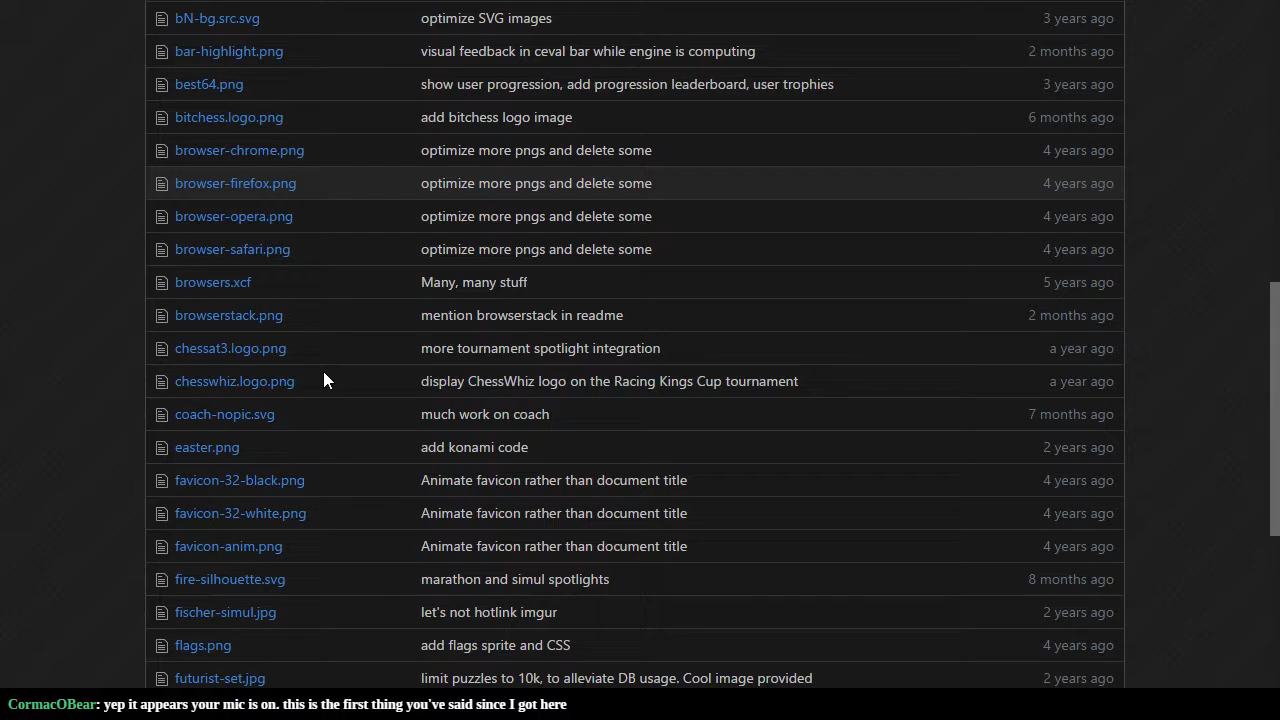 bN-bg.src.svg optimize SVG images 3 years ago
bar-highlight.png visual feedback in ceval bar while engine is computing 2 months ago
best64.png show user progression, add progression leaderboard, user trophies 3 years ago
bitchess.logo.png add bitchess logo image 6 months ago
browser-chrome.png optimize more pngs and delete some 4 years ago
browser-firefox.png optimize more pngs and delete some 4 years ago
browser-opera.png optimize more pngs and delete some 4 years ago
browser-safari.png optimize more pngs and delete some 4 years ago
browsers.xcf Many, many stuff 5 years ago
browserstack.png mention browserstack in readme 2 months ago
chessat3.logo.png more tournament spotlight integration a year ago
chesswhiz.logo.png display ChessWhiz logo on the Racing Kings Cup tournament a year ago
coach-nopic.svg much work on coach 7 months ago
easter.png add konami code 2 years ago
favicon-32-black.png Animate favicon rather than document title 4 years ago
favicon-32-white.png Animate favicon rather than document title 4 years ago
favicon-anim.png Animate favicon rather than document title 4 years ago
fire-silhouette.svg marathon and simul spotlights 8 months ago
fischer-simul.jpg let's not hotlink imgur 2 years ago
flags.png add flags sprite and CSS 4 years ago
futurist-set.jpg limit puzzles to 10k, to alleviate DB usage. Cool image provided 2 years ago
CormacOBear: yep it appears your mic is on. this is the first thing you've said since I got here